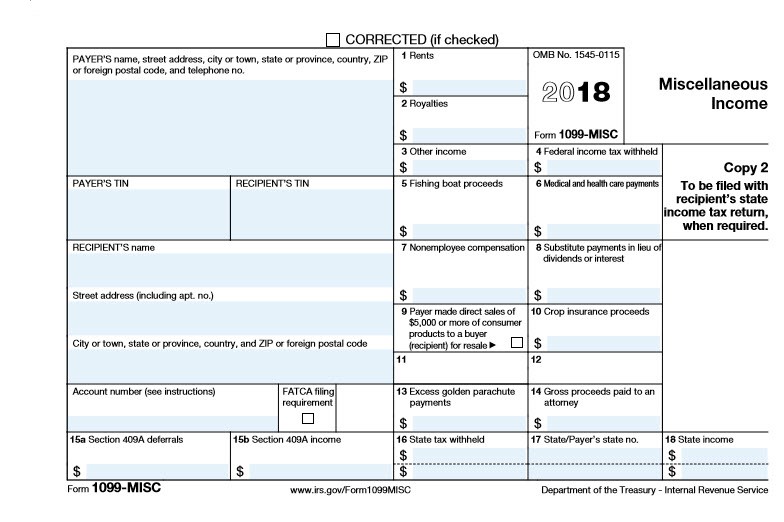 CORRECTED (if checked)
PAYER'S name, street address, city or town, state or province, country, ZIP
or foreign postal code, and telephone no.
1 Rents
$
2 Royalties
$
OMB No. 1545-0115
2018
Form 1099-MISC
Miscellaneous
Income
3 Other income
$
4 Federal income tax withheld
$
Copy 2
To be filed with
recipient's state
income tax return,
when required.
PAYER'S TIN
RECIPIENT'S TIN
5 Fishing boat proceeds
$
6 Medical and health care payments
$
RECIPIENT'S name
7 Nonemployee compensation
$
8 Substitute payments in lieu of
dividends or interest
$
Street address (including apt. no.)
9 Payer made direct sales of
$5,000 or more of consumer
products to a buyer
(recipient) for resale ▶
10 Crop insurance proceeds
$
City or town, state or province, country, and ZIP or foreign postal code
11
12
Account number (see instructions)
FATCA filing
requirement
13 Excess golden parachute
payments
$
14 Gross proceeds paid to an
attorney
$
15a Section 409A deferrals
$
15b Section 409A income
$
16 State tax withheld
$
$
17 State/Payer's state no.
18 State income
$
$
Form 1099-MISC
www.irs.gov/Form1099MISC
Department of the Treasury - Internal Revenue Service